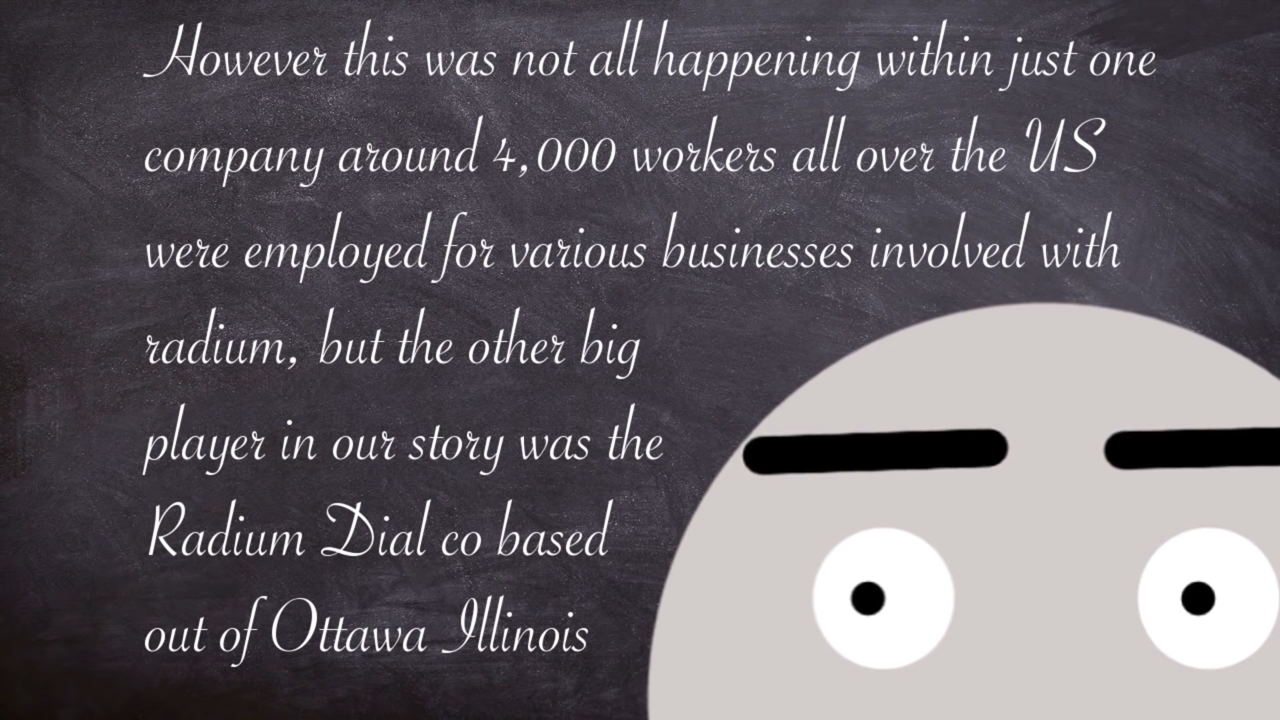 However this was not all happening within just one
company around 4,000 workers all over the US
were employed for various businesses involved with
radium, but the other big
player in our story was the
Radium Dial co based
out of Ottawa Illinois